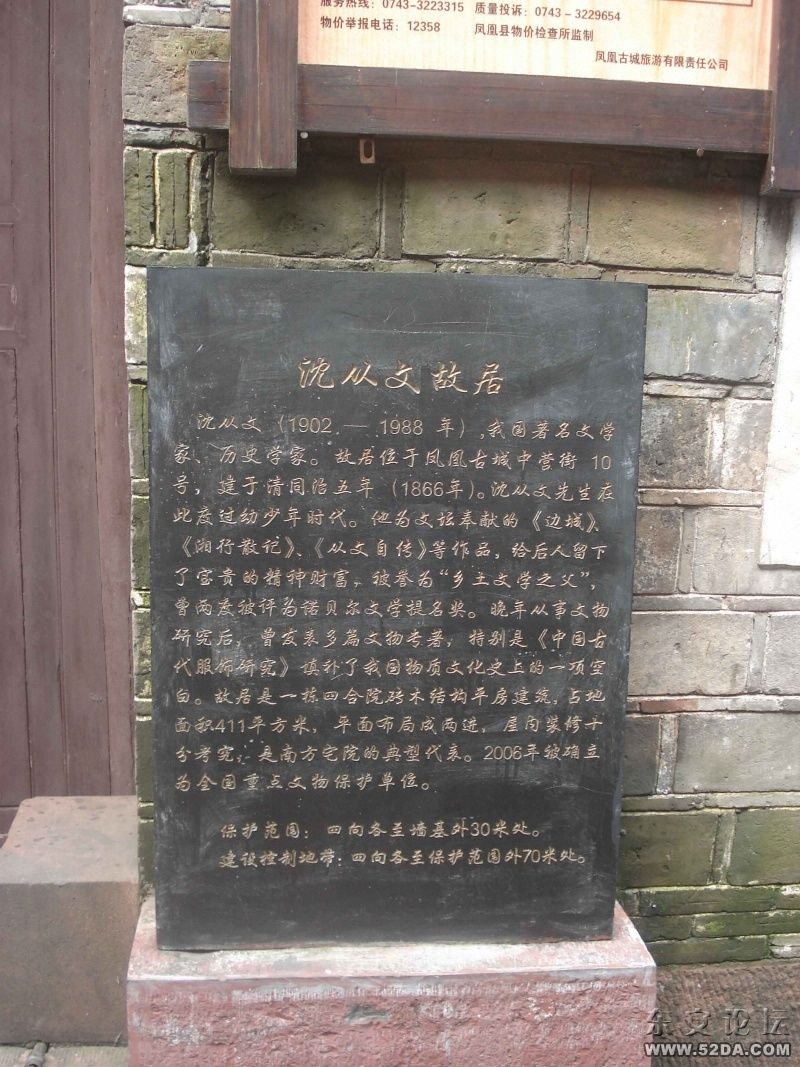 服务热线：0743-3223315 质量投诉：0743-3229654
物价举报电话：12358 凤凰县物价检查所监制
凤凰古城旅游有限责任公司
沈从文故居
沈从文（1902 — 1988 年），我国著名文学
家、历史学家。故居位于凤凰古城中营街 10
号，建于清同治五年（1866年）。沈从文先生在
此度过幼少年时代。他为文坛奉献的《边城》、
《湘行散记》、《从文自传》等作品，给后人留下
了宝贵的精神财富，被誉为“乡土文学之父”，
曾两度被评为诺贝尔文学提名奖。晚年从事文物
研究后，曾发表多篇文物专著，特别是《中国古
代服饰研究》填补了我国物质文化史上的一项空
白。故居是一栋四合院砖木结构平房建筑，占地
面积411平方米，平面布局成两进，屋内装修十
分考究，是南方宅院的典型代表。2006年被确立
为全国重点文物保护单位。
保护范围：四向各至墙基外30米处。
建设控制地带：四向各至保护范围外70米处。
东安论坛
WWW.52DA.COM